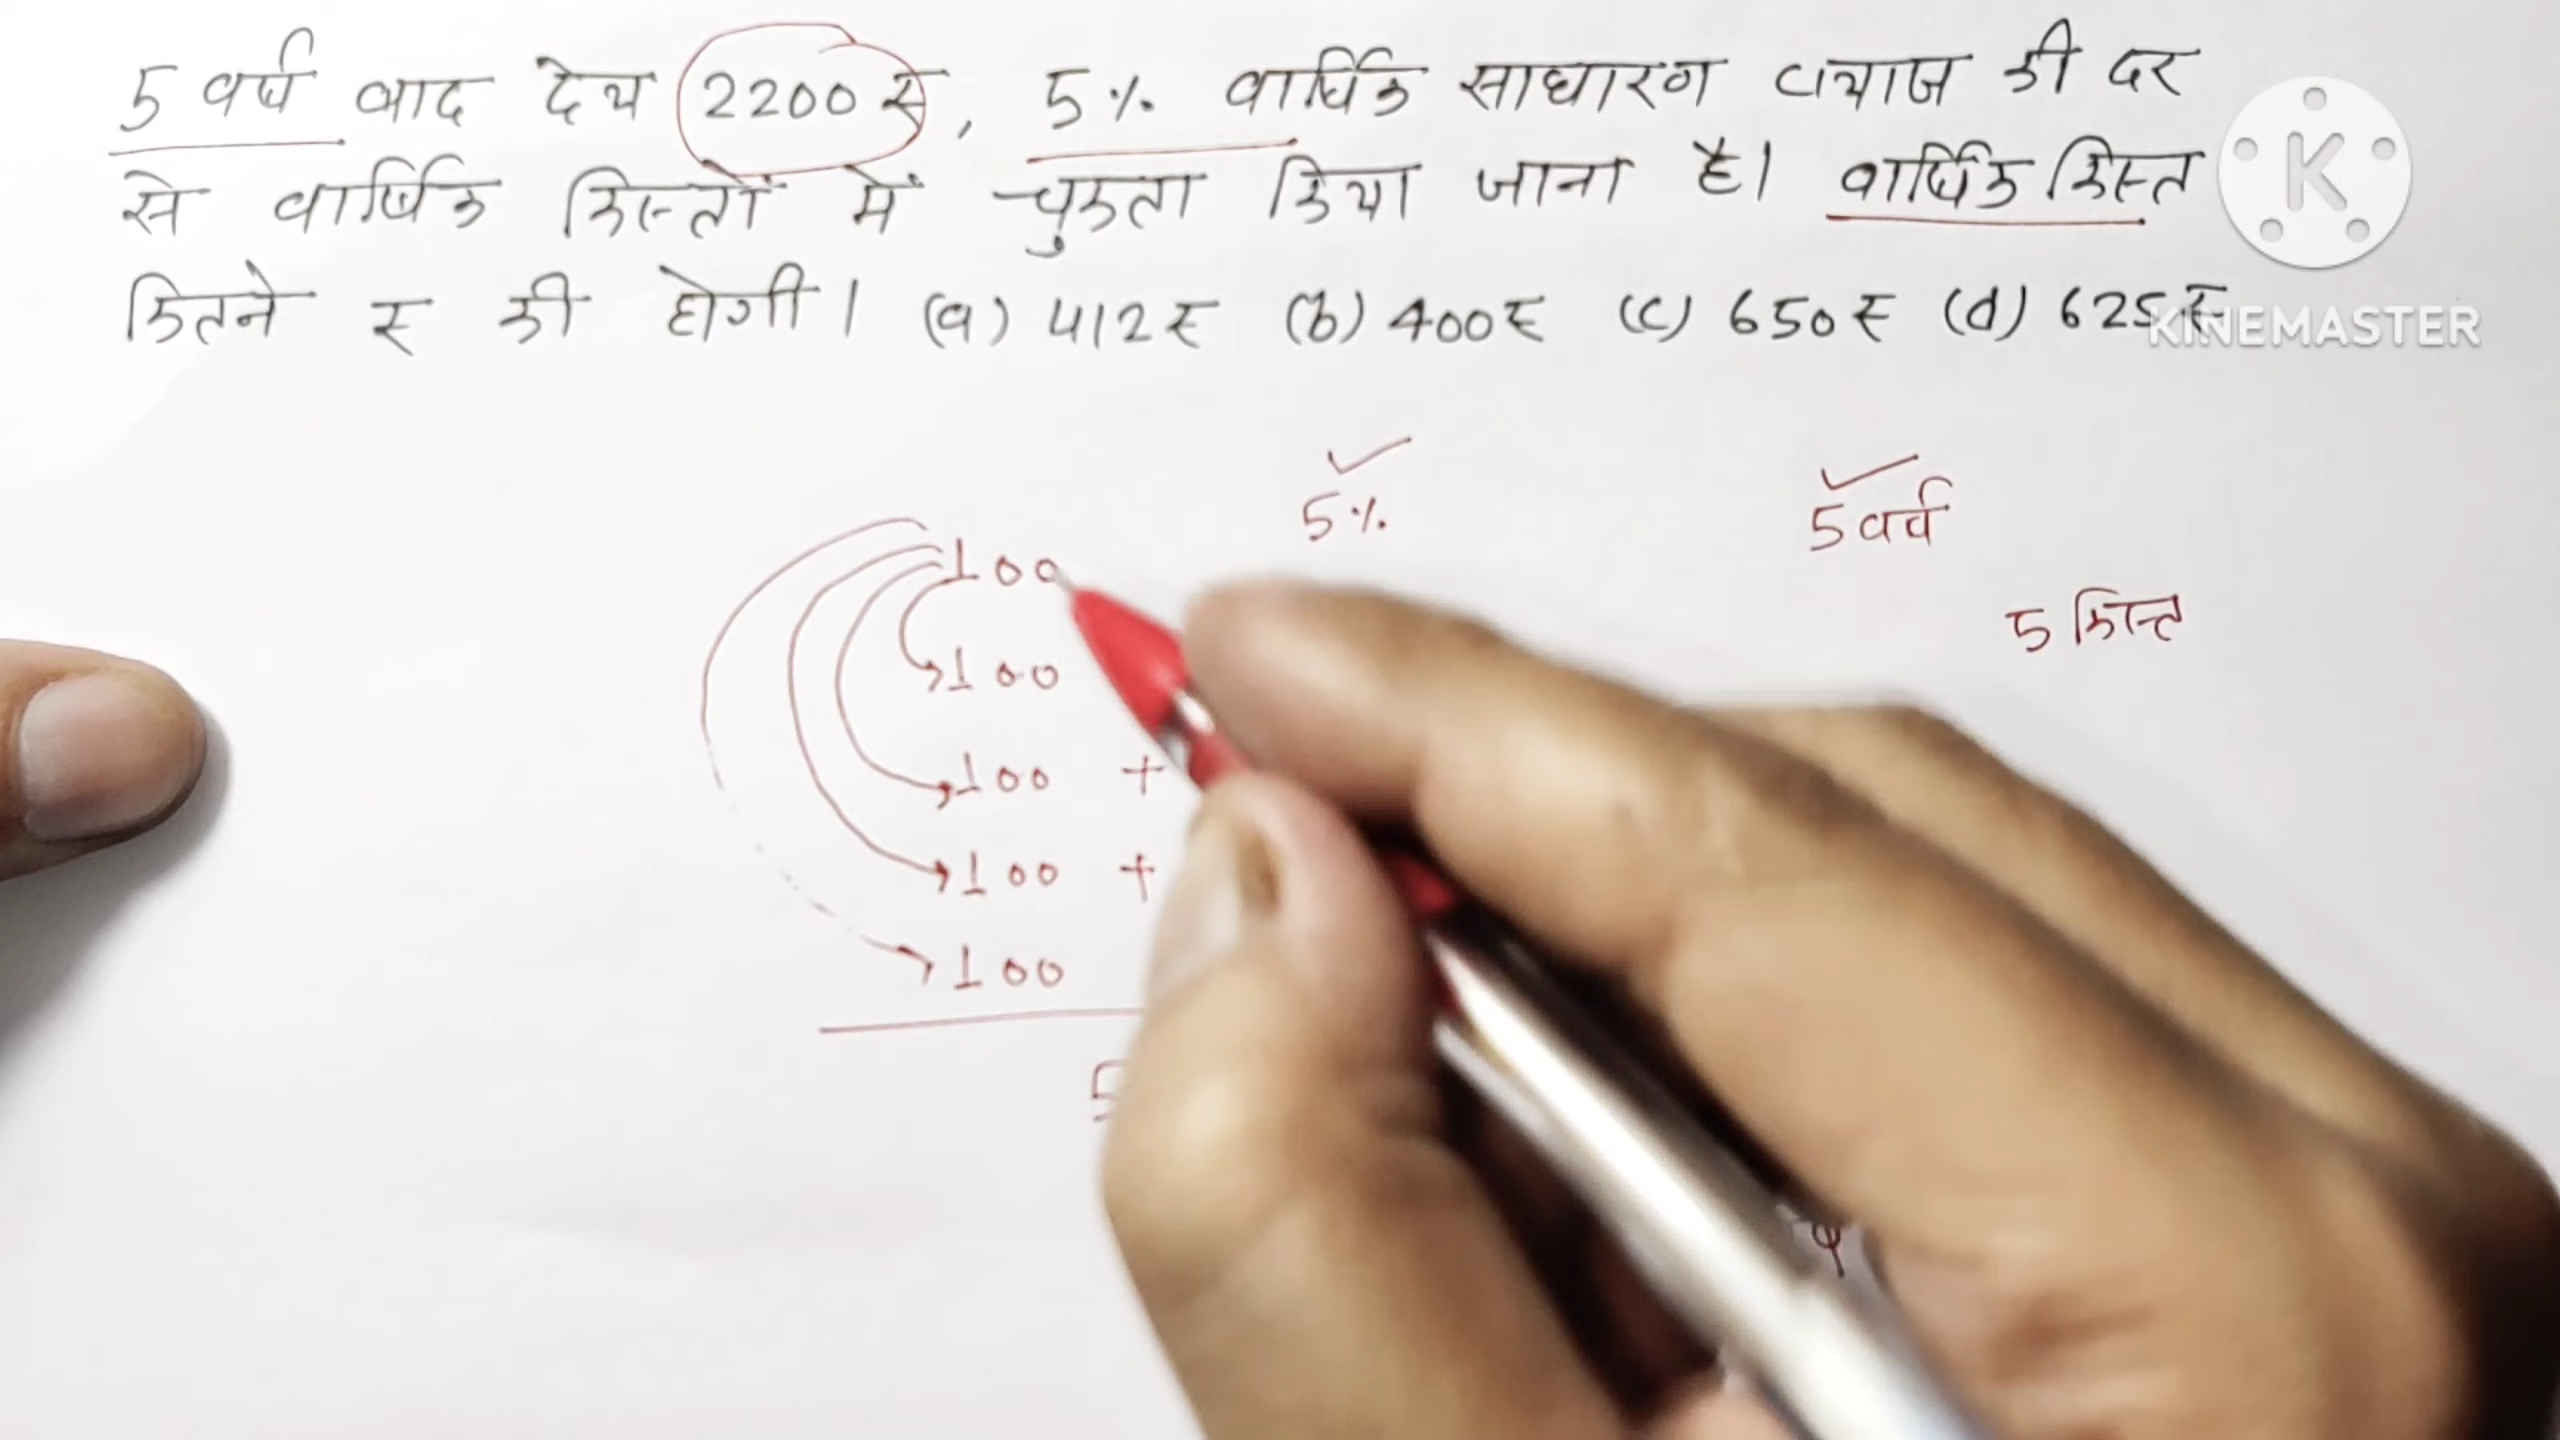 5 वर्ष बाद देय 2200 रु, 5% वार्षिक साधारण ब्याज की दर
से वार्षिक किस्तों में चुकता किया जाना है। वार्षिक किस्त
कितने रु की होगी। (a) 412 रु (b) 400 रु (c) 650 रु (d) 625 रु
KINEMASTER
5% 5 वर्ष
100
5 किस्त
100
100 +
100 +
100
5